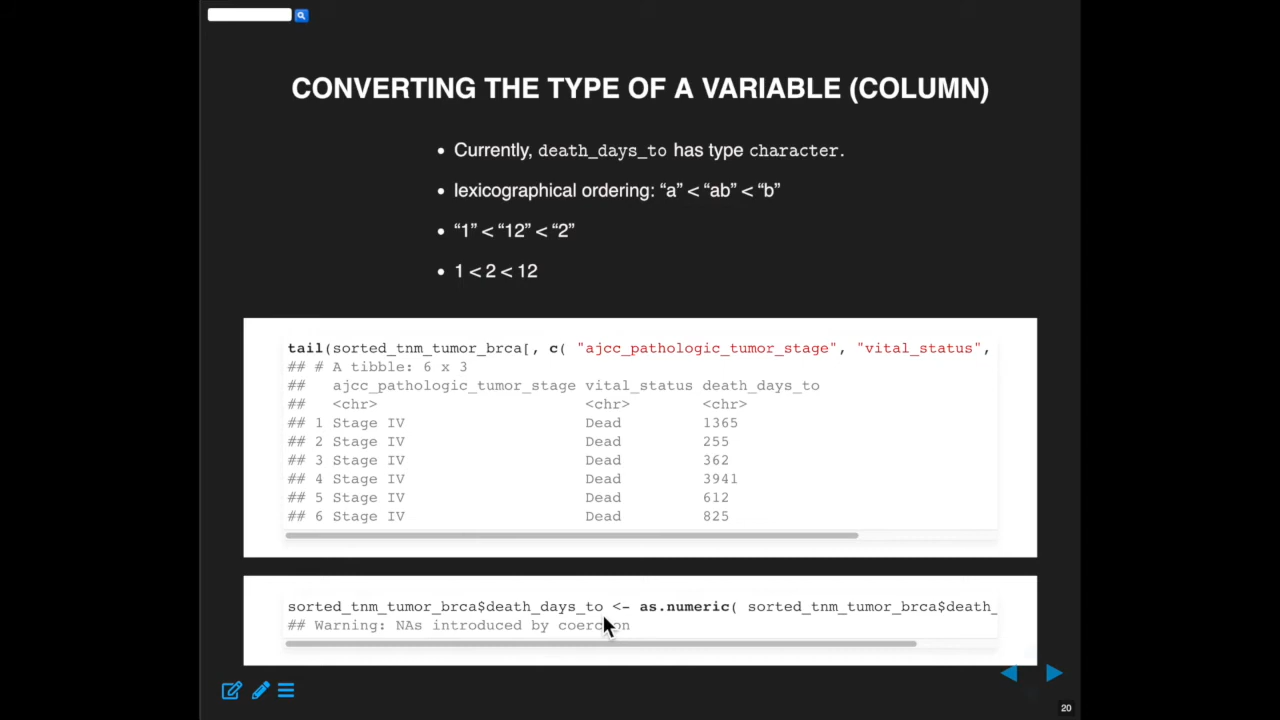 CONVERTING THE TYPE OF A VARIABLE (COLUMN)
• Currently, death_days_to has type character.
• lexicographical ordering: “a” < “ab” < “b”
• “1” < “12” < “2”
• 1 < 2 < 12
tail(sorted_tnm_tumor_brca[, c( "ajcc_pathologic_tumor_stage", "vital_status",
## # A tibble: 6 x 3
##   ajcc_pathologic_tumor_stage vital_status death_days_to
##   <chr>                       <chr>        <chr>
## 1 Stage IV                    Dead         1365
## 2 Stage IV                    Dead         255
## 3 Stage IV                    Dead         362
## 4 Stage IV                    Dead         3941
## 5 Stage IV                    Dead         612
## 6 Stage IV                    Dead         825
sorted_tnm_tumor_brca$death_days_to <- as.numeric( sorted_tnm_tumor_brca$death_
## Warning: NAs introduced by coercion
20